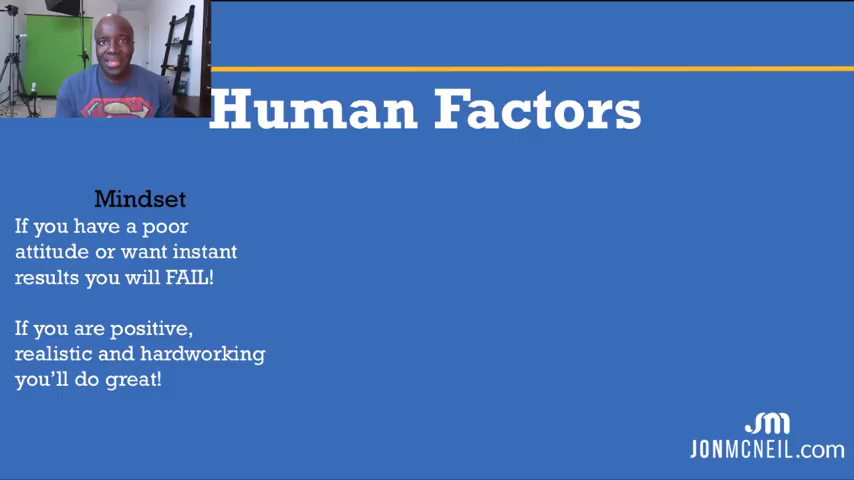 Human Factors
Mindset
If you have a poor
attitude or want instant
results you will FAIL!
If you are positive,
realistic and hardworking
you'll do great!
JM
JONMCNEIL.com